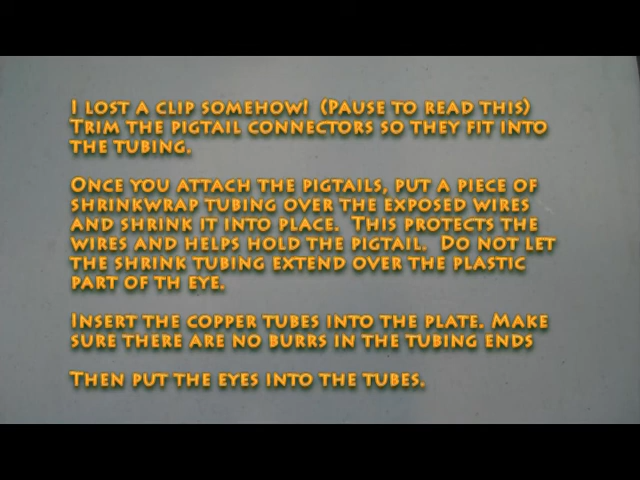 I lost a clip somehow! (Pause to read this)
Trim the pigtail connectors so they fit into
the tubing.
Once you attach the pigtails, put a piece of
shrinkwrap tubing over the exposed wires
and shrink it into place. This protects the
wires and helps hold the pigtail. Do not let
the shrink tubing extend over the plastic
part of th eye.
Insert the copper tubes into the plate. Make
sure there are no burrs in the tubing ends
Then put the eyes into the tubes.